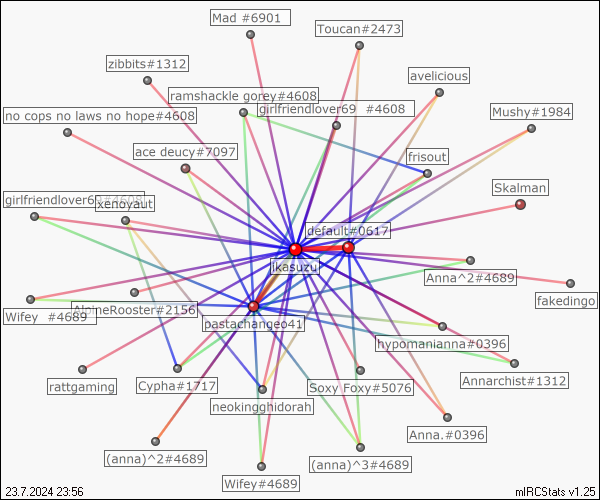 Mad #6901
Toucan#2473
zibbits#1312
avelicious
ramshackle gorey#4608
girlfriendlover69 #4608
no cops no laws no hope#4608
Mushy#1984
ace deucy#7097
frisout
Skalman
girlfriendlover69#4608
xenoyaut
default#0617
jkasuzu
Anna^2#4689
fakedingo
Wifey #4689
AlpineRooster#2156
pastachange041
hypomanianna#0396
rattgaming
Cypha#1717
Soxy Foxy#5076
Annarchist#1312
neokingghidorah
Anna.#0396
(anna)^2#4689
(anna)^3#4689
Wifey#4689
23.7.2024 23:56
mIRCStats v1.25